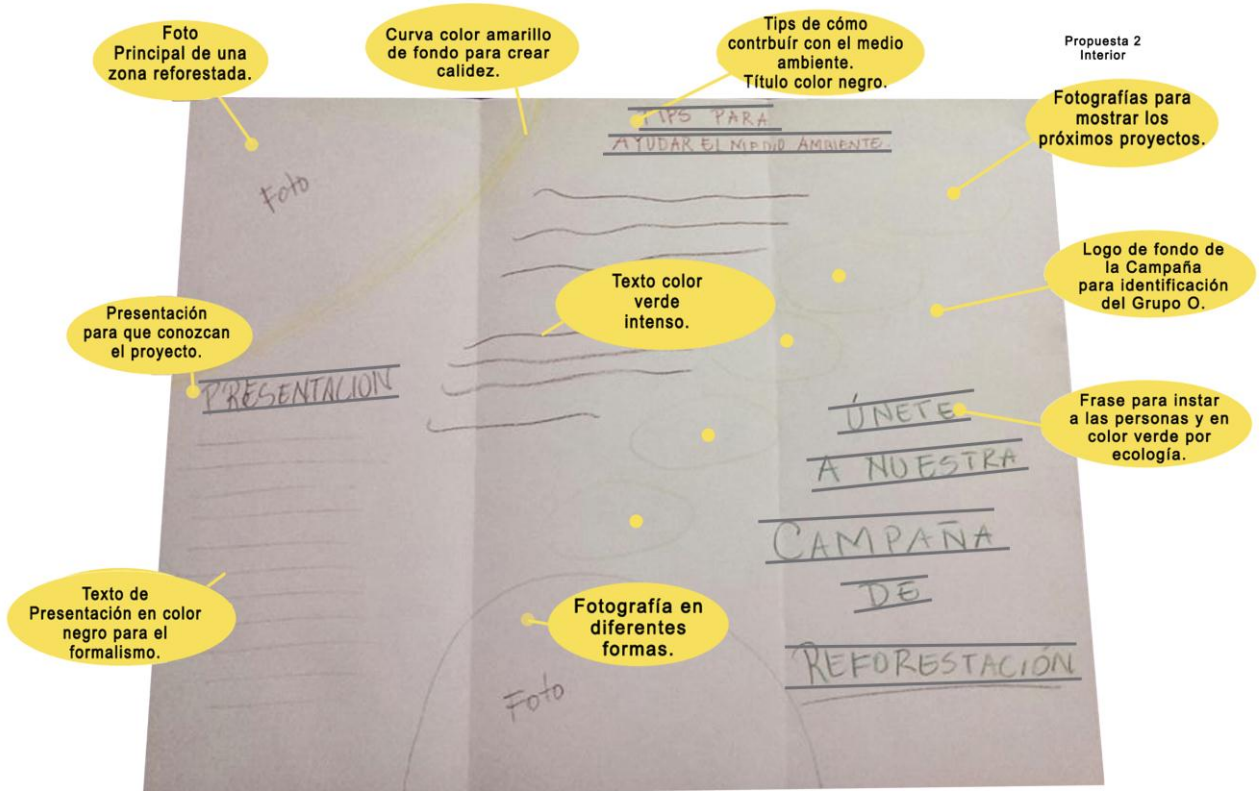 Foto
Principal de una
zona reforestada.
Curva color amarillo
de fondo para crear
calidez.
Tips de cómo
contrbuír con el medio
ambiente.
Título color negro.
Propuesta 2
Interior
Fotografías para
mostrar los
próximos proyectos.
TIPS PARA
AYUDAR EL MEDIO AMBIENTE
Foto
Logo de fondo de
la Campaña
para identificación
del Grupo O.
Texto color
verde
intenso.
Presentación
para que conozcan
el proyecto.
PRESENTACION
Frase para instar
a las personas y en
color verde por
ecología.
ÚNETE
A NUESTRA
CAMPAÑA
DE
REFORESTACIÓN
Texto de
Presentación en color
negro para el
formalismo.
Fotografía en
diferentes
formas.
Foto